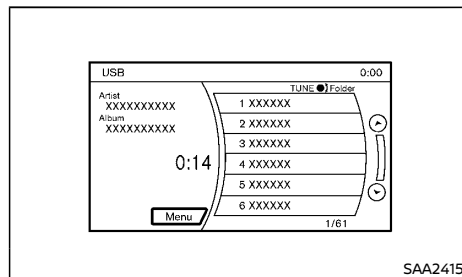 USB 0:00
TUNE Folder
Artist
XXXXXXXXXX
Album
XXXXXXXXXX
0:14
1 XXXXXX
2 XXXXXX
3 XXXXXX
4 XXXXXX
5 XXXXXX
6 XXXXXX
Menu
1/61
SAA2415